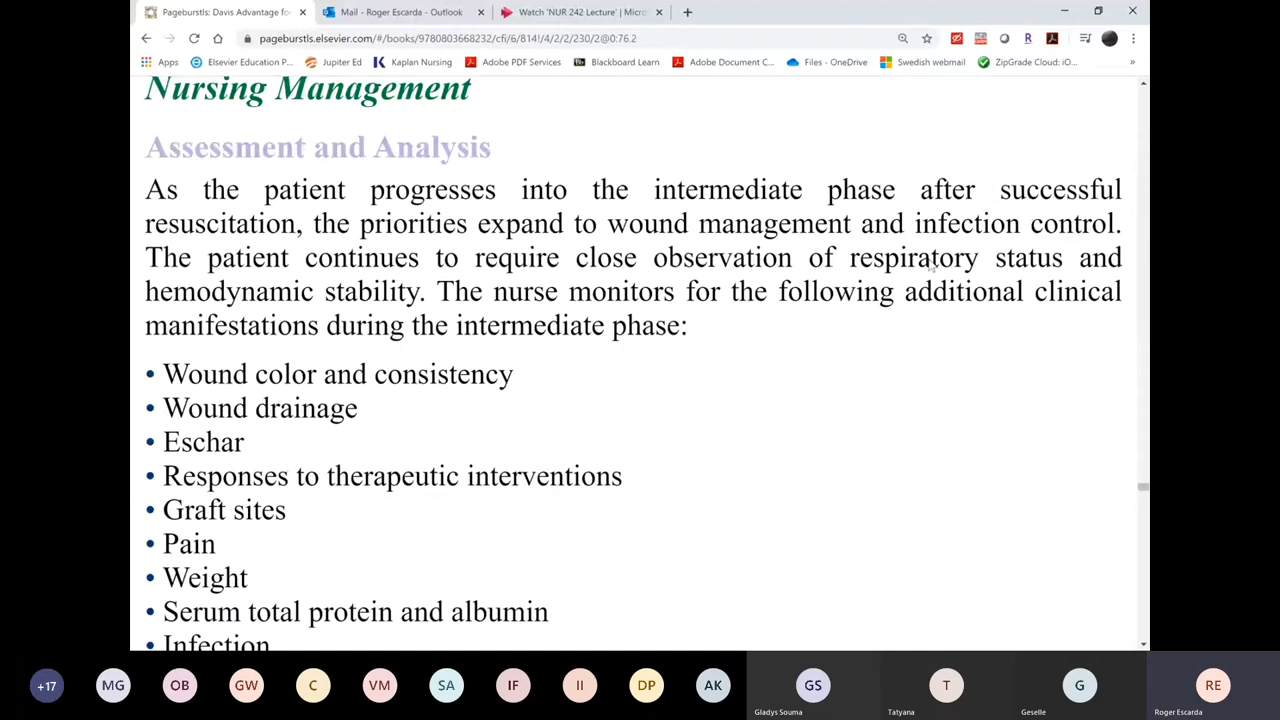 Pageburstls: Davis Advantage fo
Mail - Roger Escarda - Outlook
Watch 'NUR 242 Lecture' | Micro
pageburstls.elsevier.com/#/books/9780803668232/cfi/6/814!/4/2/2/230/2@0:76.2
Apps
Elsevier Education P...
Jupiter Ed
Kaplan Nursing
Adobe PDF Services
Blackboard Learn
Adobe Document C...
Files - OneDrive
Swedish webmail
ZipGrade Cloud: iO...
Nursing Management
Assessment and Analysis
As the patient progresses into the intermediate phase after successful
resuscitation, the priorities expand to wound management and infection control.
The patient continues to require close observation of respiratory status and
hemodynamic stability. The nurse monitors for the following additional clinical
manifestations during the intermediate phase:
• Wound color and consistency
• Wound drainage
• Eschar
• Responses to therapeutic interventions
• Graft sites
• Pain
• Weight
• Serum total protein and albumin
• Infection
+17
MG
OB
GW
C
VM
SA
IF
II
DP
AK
GS
T
G
RE
Gladys Souma
Tatyana
Geselle
Roger Escarda